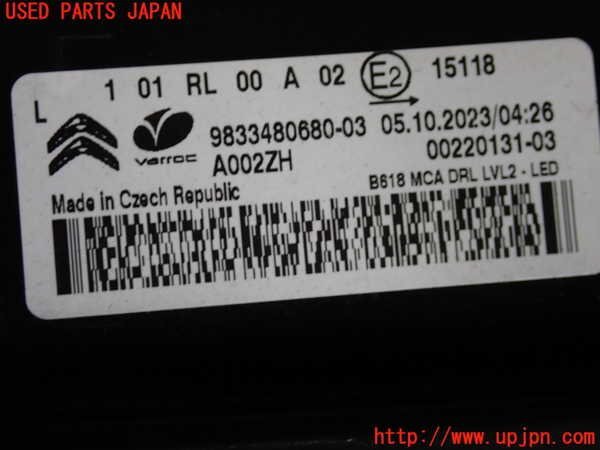 USED PARTS JAPAN
L 1 01 RL 00 A 02 E2 15118
varroc 9833480680-03 05.10.2023/04:26
A002ZH 00220131-03
Made in Czech Republic B618 MCA DRL LVL2 - LED
http://www.upjpn.com/